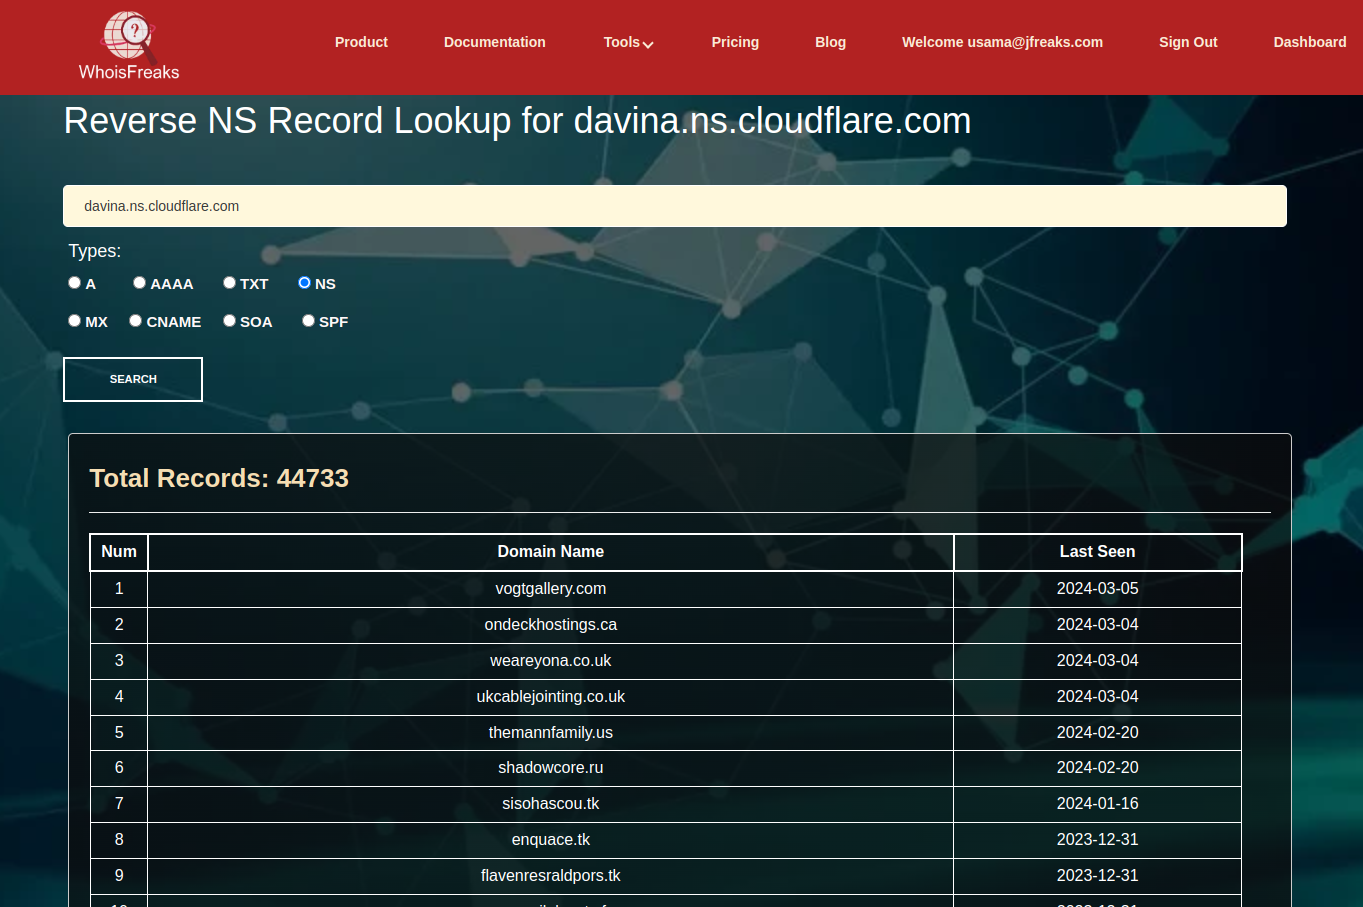 ?
WhoisFreaks
Product Documentation Tools Pricing Blog Welcome usama@jfreaks.com Sign Out Dashboard
Reverse NS Record Lookup for davina.ns.cloudflare.com
davina.ns.cloudflare.com
Types:
A AAAA TXT NS
MX CNAME SOA SPF
SEARCH
Total Records: 44733
Num Domain Name Last Seen
1 vogtgallery.com 2024-03-05
2 ondeckhostings.ca 2024-03-04
3 weareyona.co.uk 2024-03-04
4 ukcablejointing.co.uk 2024-03-04
5 themannfamily.us 2024-02-20
6 shadowcore.ru 2024-02-20
7 sisohascou.tk 2024-01-16
8 enquace.tk 2023-12-31
9 flavenresraldpors.tk 2023-12-31